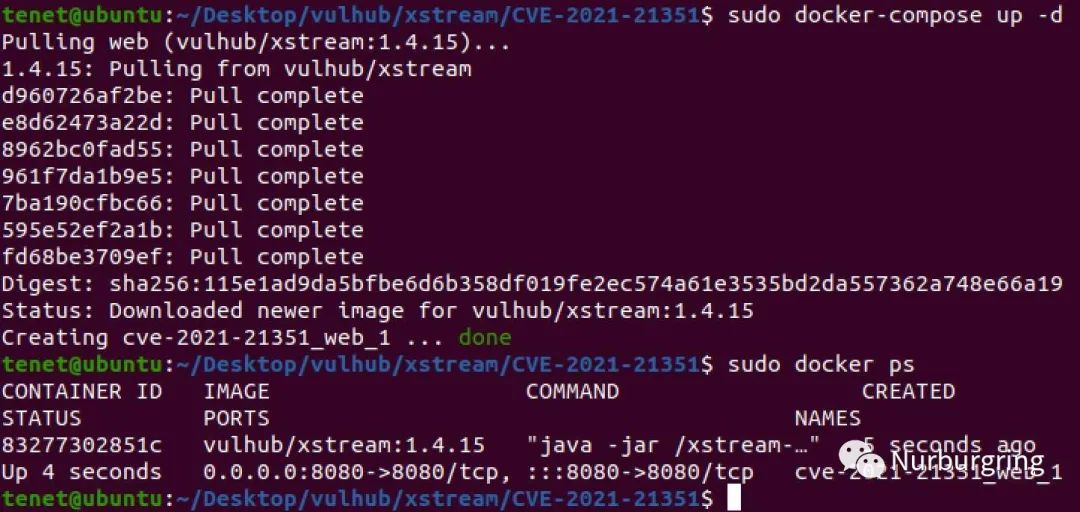 tenet@ubuntu:~/Desktop/vulhub/xstream/CVE-2021-21351$ sudo docker-compose up -d
Pulling web (vulhub/xstream:1.4.15)...
1.4.15: Pulling from vulhub/xstream
d960726af2be: Pull complete
e8d62473a22d: Pull complete
8962bc0fad55: Pull complete
961f7da1b9e5: Pull complete
7ba190cfbc66: Pull complete
595e52ef2a1b: Pull complete
fd68be3709ef: Pull complete
Digest: sha256:115e1ad9da5bfbe6d6b358df019fe2ec574a61e3535bd2da557362a748e66a19
Status: Downloaded newer image for vulhub/xstream:1.4.15
Creating cve-2021-21351_web_1 ... done
tenet@ubuntu:~/Desktop/vulhub/xstream/CVE-2021-21351$ sudo docker ps
CONTAINER ID IMAGE COMMAND CREATED
STATUS PORTS NAMES
83277302851c vulhub/xstream:1.4.15 "java -jar /xstream-…" 5 seconds ago
Up 4 seconds 0.0.0.0:8080->8080/tcp, :::8080->8080/tcp cve-2021-21351_web_1
Nurburgring
tenet@ubuntu:~/Desktop/vulhub/xstream/CVE-2021-21351$